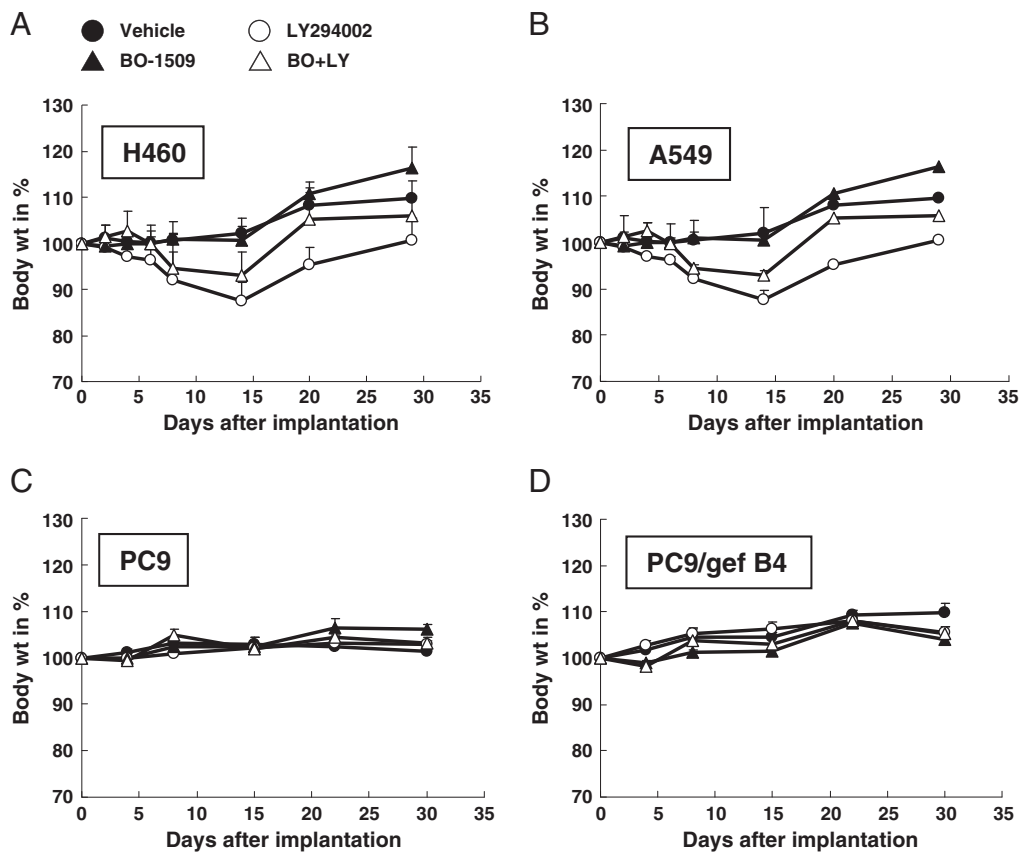 A
Vehicle
LY294002
BO-1509
BO+LY
B
130
120
110
100
90
80
70
Body wt in %
H460
0 5 10 15 20 25 30 35
Days after implantation
130
120
110
100
90
80
70
Body wt in %
A549
0 5 10 15 20 25 30 35
Days after implantation
C
130
120
110
100
90
80
70
Body wt in %
PC9
0 5 10 15 20 25 30 35
Days after implantation
D
130
120
110
100
90
80
70
Body wt in %
PC9/gef B4
0 5 10 15 20 25 30 35
Days after implantation